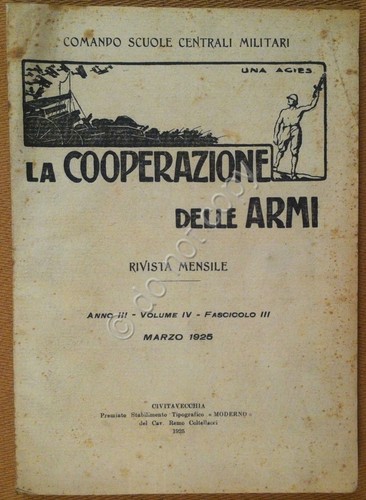 COMANDO SCUOLE CENTRALI MILITARI
UNA ACIES
LA COOPERAZIONE
DELLE ARMI
RIVISTA MENSILE
ANNO III - VOLUME IV - FASCICOLO III
MARZO 1925
CIVITAVECCHIA
Premiato Stabilimento Tipografico « MODERNO »
del Cav. Remo Coltellacci
1925